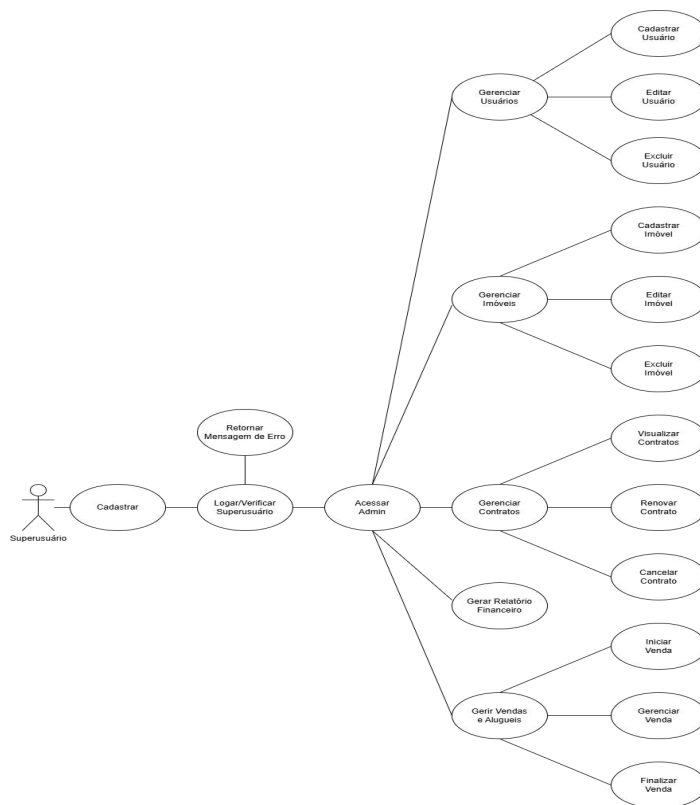 Cadastrar
Usuário
Gerenciar
Usuários
Editar
Usuário
Excluir
Usuário
Cadastrar
Imóvel
Gerenciar
Imóveis
Editar
Imóvel
Excluir
Imóvel
Retornar
Mensagem de Erro
Visualizar
Contratos
Superusuário
Cadastrar
Logar/Verificar
Superusuário
Acessar
Admin
Gerenciar
Contratos
Renovar
Contrato
Cancelar
Contrato
Gerar Relatório
Financeiro
Iniciar
Venda
Gerir Vendas
e Alugueis
Gerenciar
Venda
Finalizar
Venda